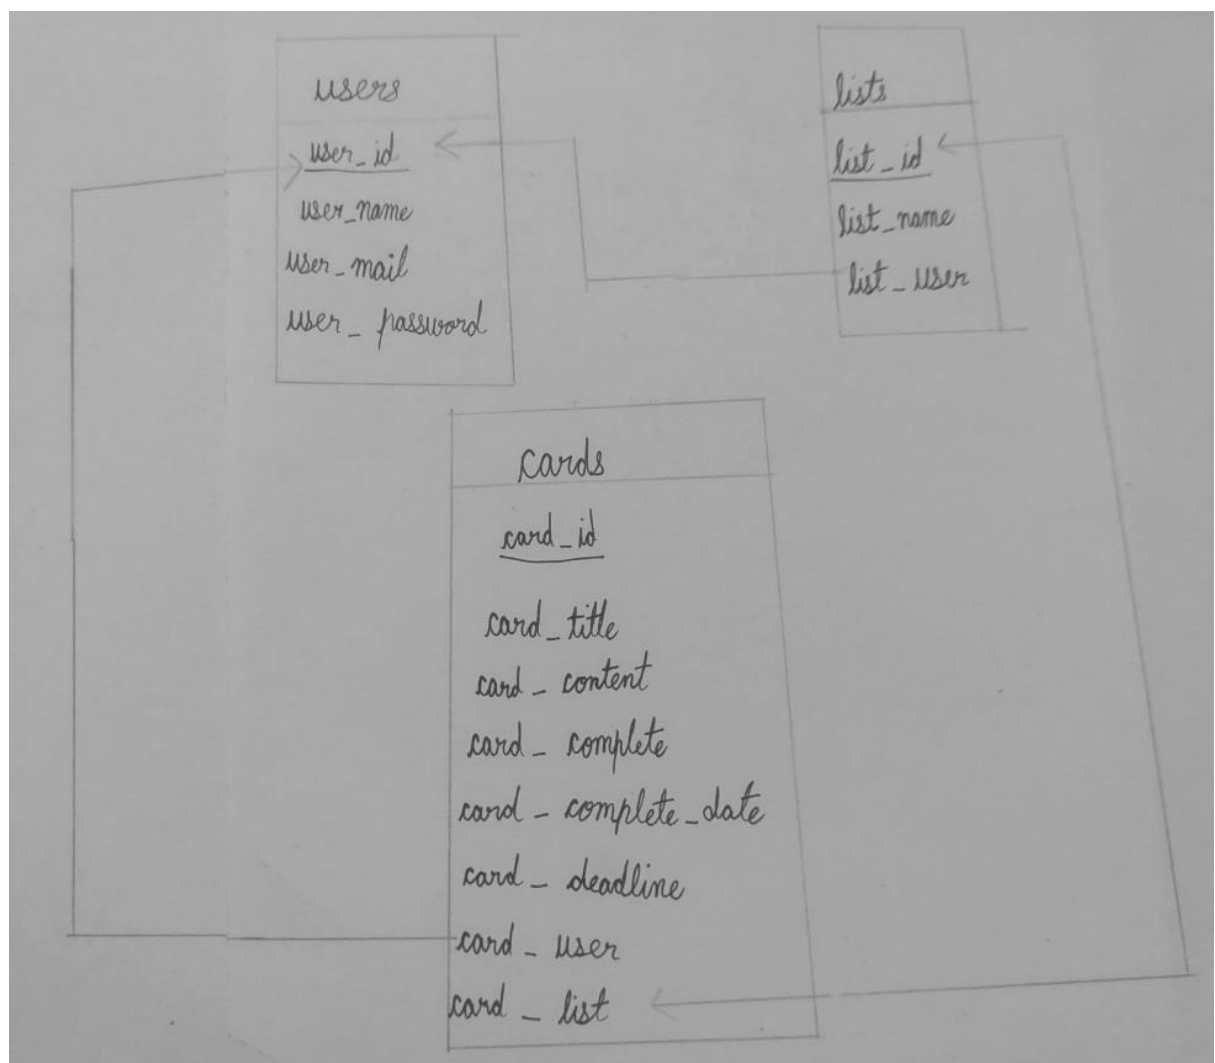 users
user_id
user_name
user_mail
user_password
lists
list_id
list_name
list_user
cards
card_id
card_title
card_content
card_complete
card_complete_date
card_deadline
card_user
card_list